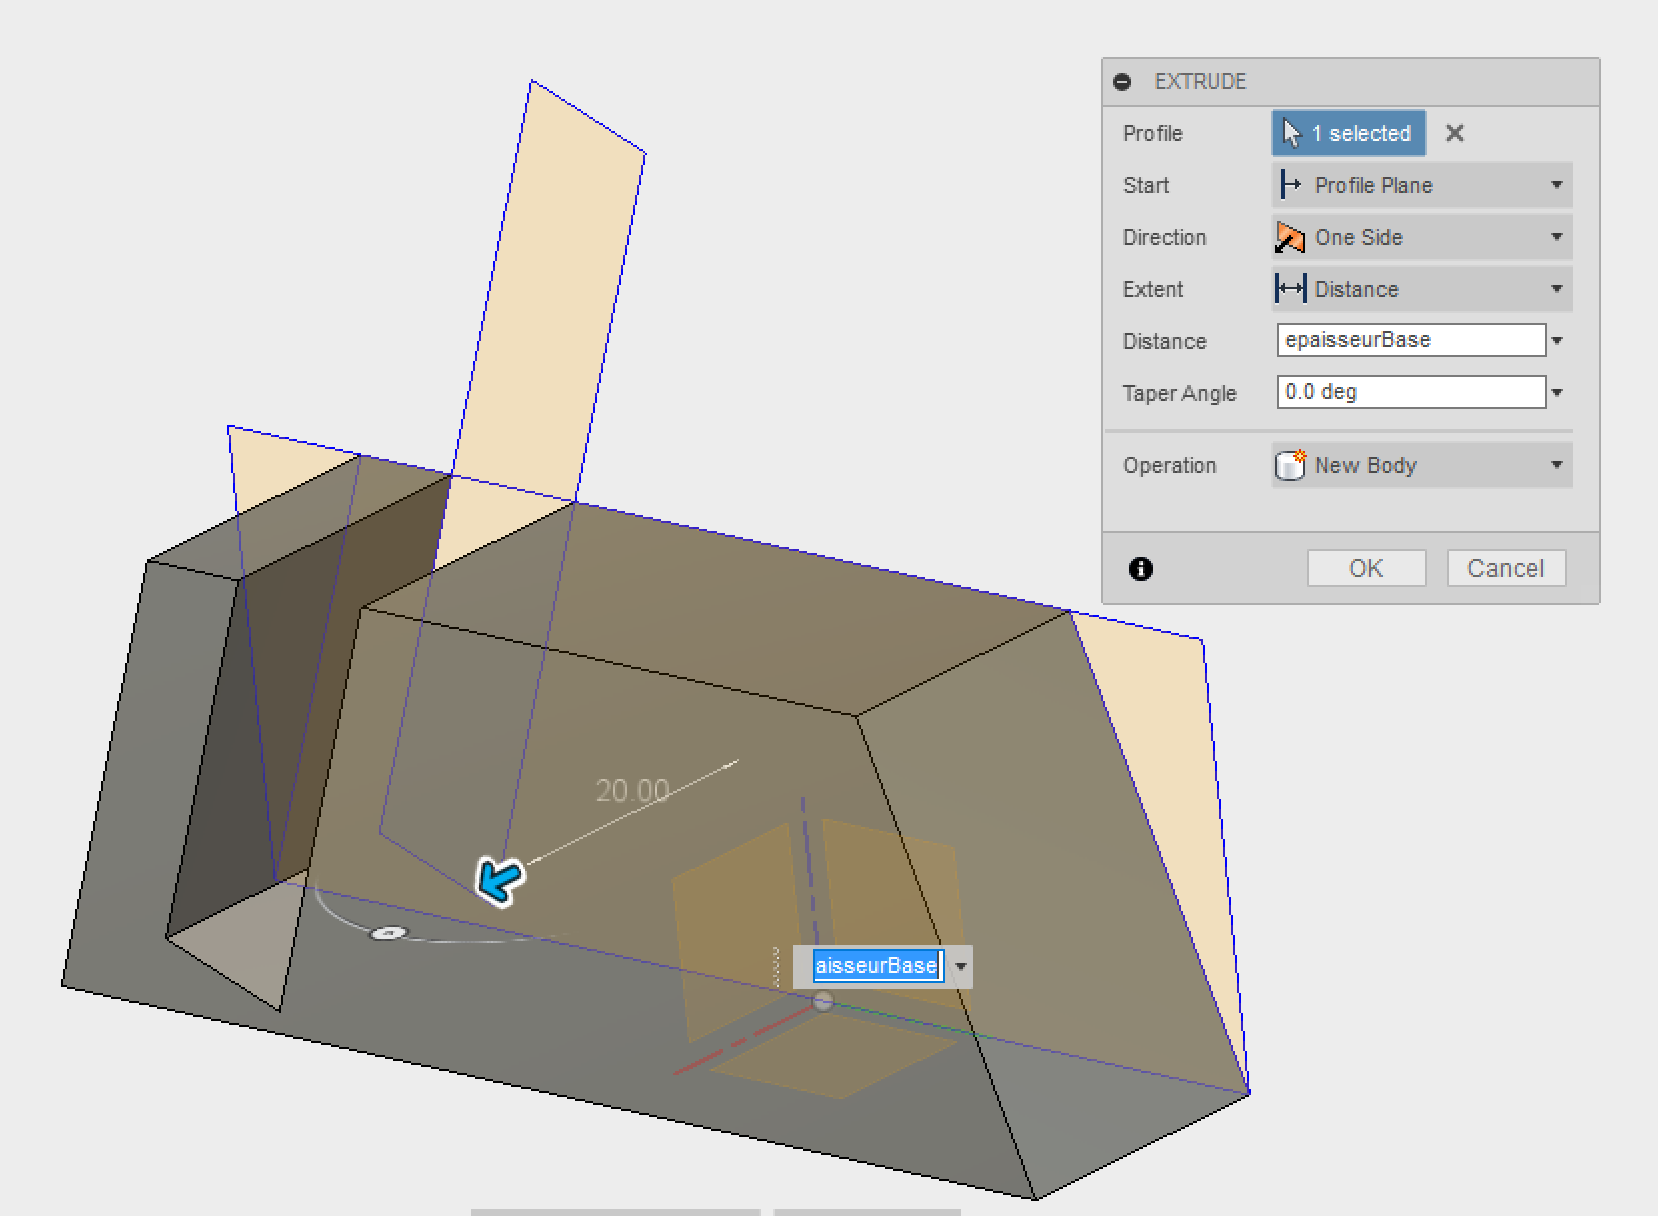 EXTRUDE
Profile 1 selected
Start Profile Plane
Direction One Side
Extent Distance
Distance epaisseurBase
Taper Angle 0.0 deg
Operation New Body
OK Cancel
20.00
aisseurBase